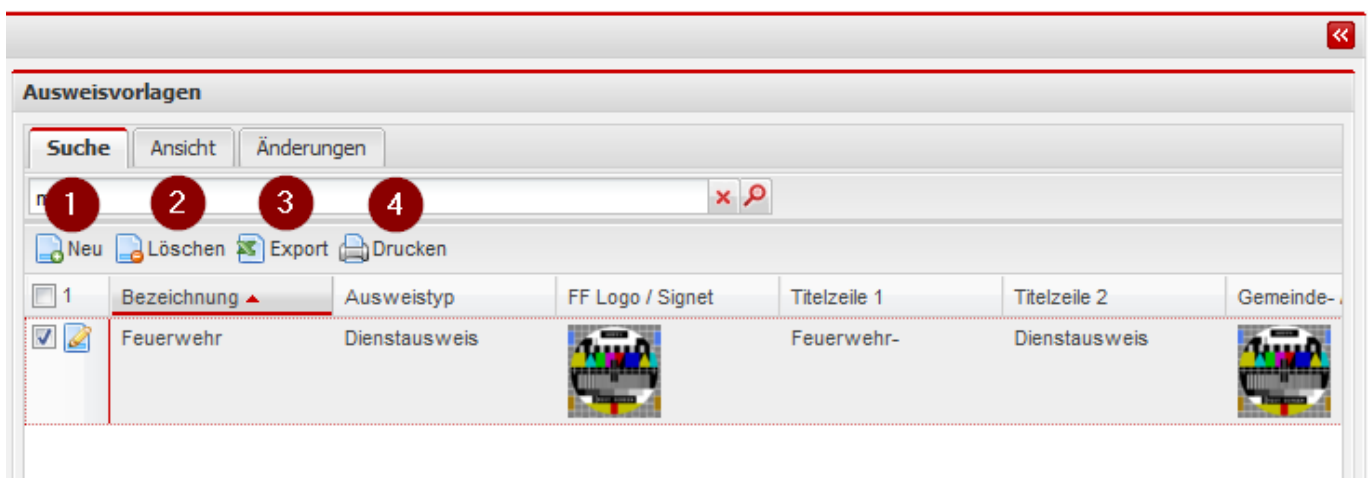 Ausweisvorlagen
Suche Ansicht Änderungen
1 2 3 4
Neu Löschen Export Drucken
1 Bezeichnung Ausweistyp FF Logo / Signet Titelzeile 1 Titelzeile 2 Gemeinde-
Feuerwehr Dienstausweis Feuerwehr- Dienstausweis